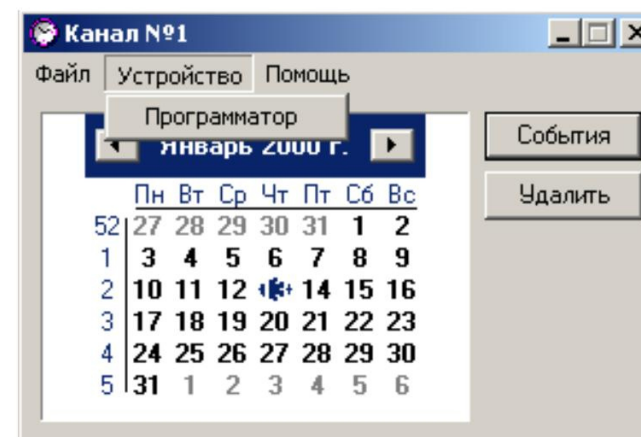 Канал №1
Файл Устройство Помощь
Программатор
Январь 2000 г.
События
Удалить
Пн Вт Ср Чт Пт Сб Вс
52 27 28 29 30 31 1 2
1 3 4 5 6 7 8 9
2 10 11 12 14 15 16
3 17 18 19 20 21 22 23
4 24 25 26 27 28 29 30
5 31 1 2 3 4 5 6